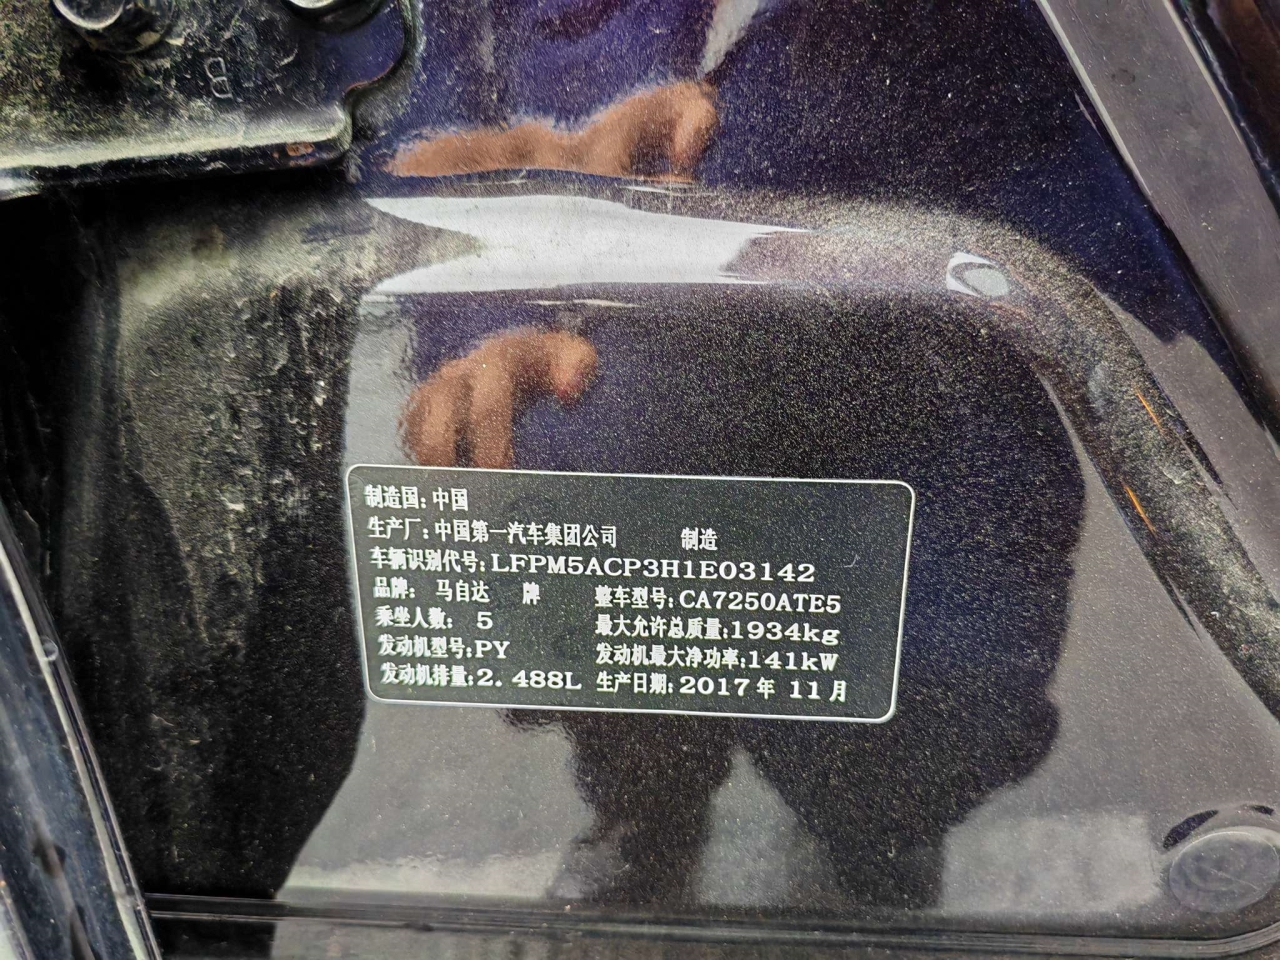 B
制造国:中国
生产厂:中国第一汽车集团公司 制造
车辆识别代号:LFPM5ACP3H1E03142
品牌: 马自达 牌 整车型号:CA7250ATE5
乘坐人数: 5 最大允许总质量:1934kg
发动机型号:PY 发动机最大净功率:141kW
发动机排量:2.488L 生产日期:2017年 11月